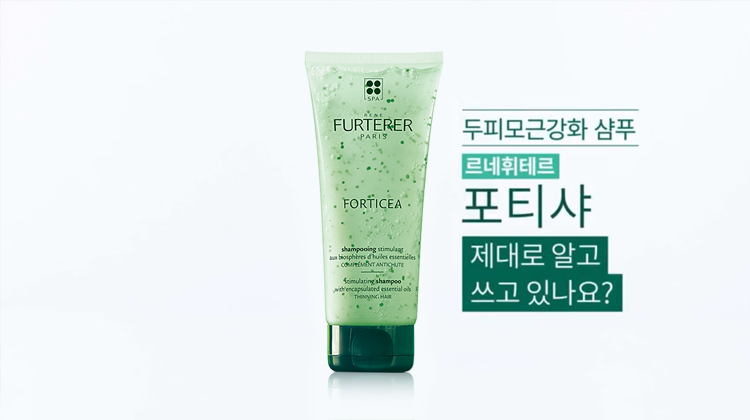 SPA
RENE
FURTERER
PARIS
FORTICEA
shampooing stimulant
aux biosphères d'huiles essentielles
COMPLÉMENT ANTICHUTE
stimulating shampoo
with encapsulated essential oils
THINNING HAIR
두피모근강화 샴푸
르네휘테르
포티샤
제대로 알고
쓰고 있나요?